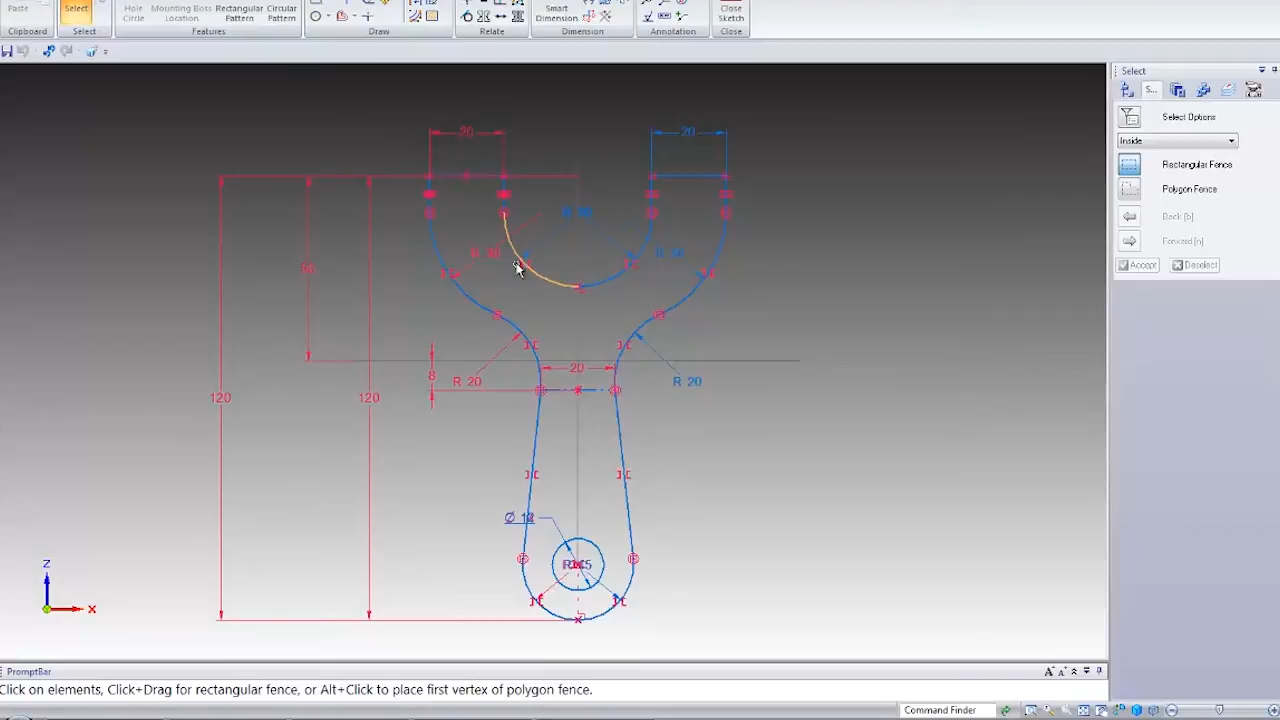 Paste
Select
Hole
Circle
Mounting Boss
Location
Rectangular
Pattern
Circular
Pattern
Smart
Dimension
Close
Sketch
Clipboard
Select
Features
Draw
Relate
Dimension
Annotation
Close
Select
S...
Select Options
Inside
Rectangular Fence
Polygon Fence
Back [b]
Forward [n]
Accept
Deselect
20
20
R 20
R 20
20
8
120
120
Z
X
PromptBar
Click on elements, Click+Drag for rectangular fence, or Alt+Click to place first vertex of polygon fence.
Command Finder